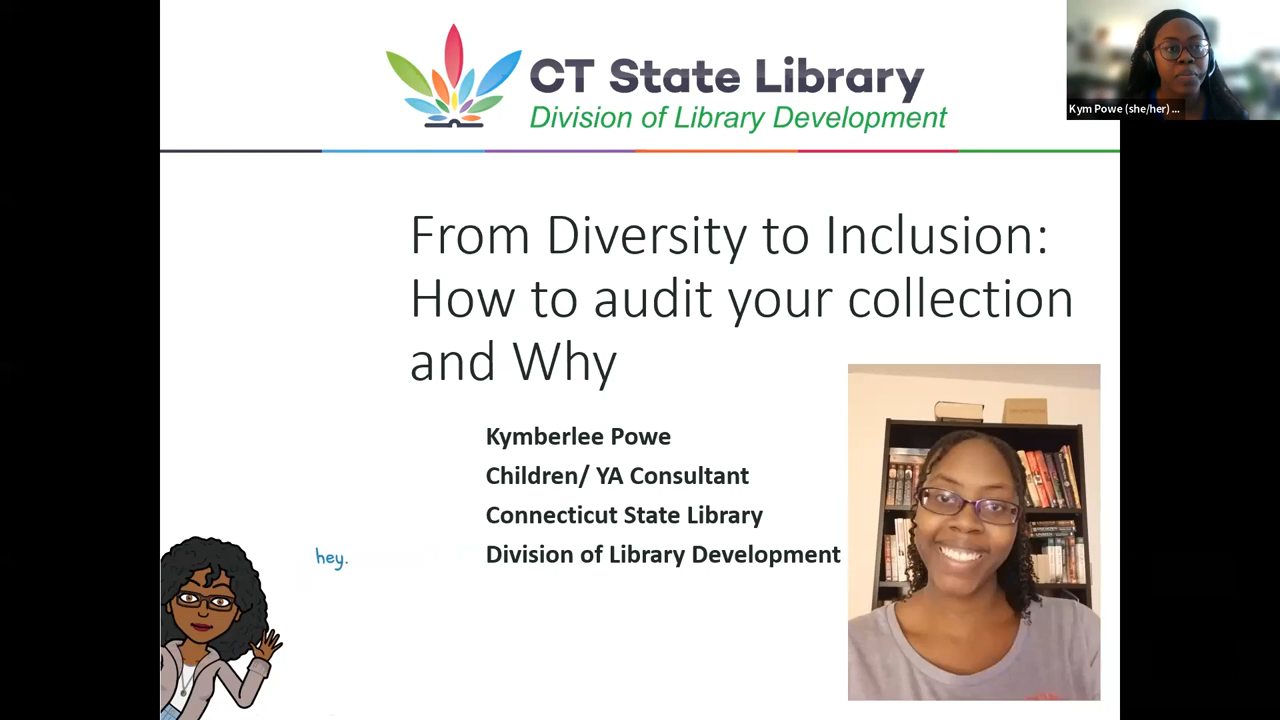 CT State Library
Division of Library Development
Kym Powe (she/her) ...
From Diversity to Inclusion:
How to audit your collection
and Why
Kymberlee Powe
Children/ YA Consultant
Connecticut State Library
Division of Library Development
hey.